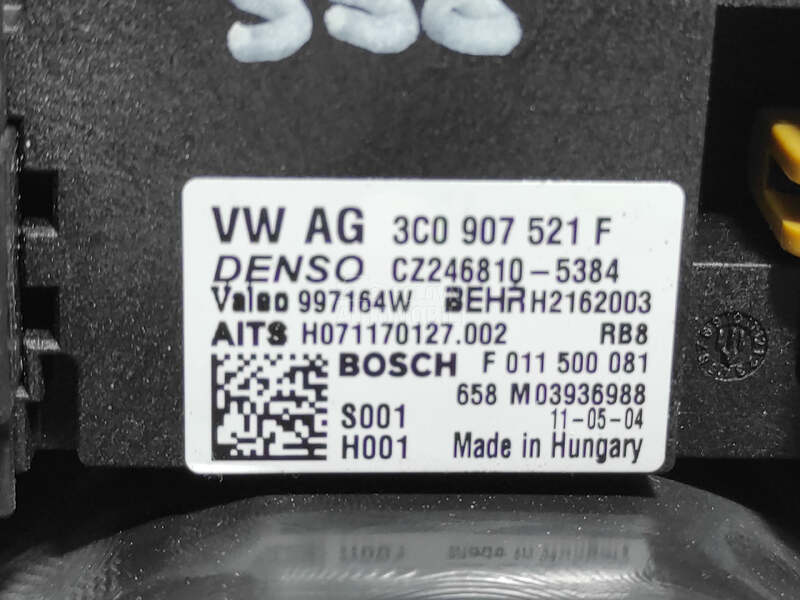 VW AG 3C0 907 521 F
DENSO CZ246810-5384
Valeo 997164W BEHR H2162003
AITS H071170127.002 RB8
BOSCH F 011 500 081
658 M03936988
S001 11-05-04
H001 Made in Hungary